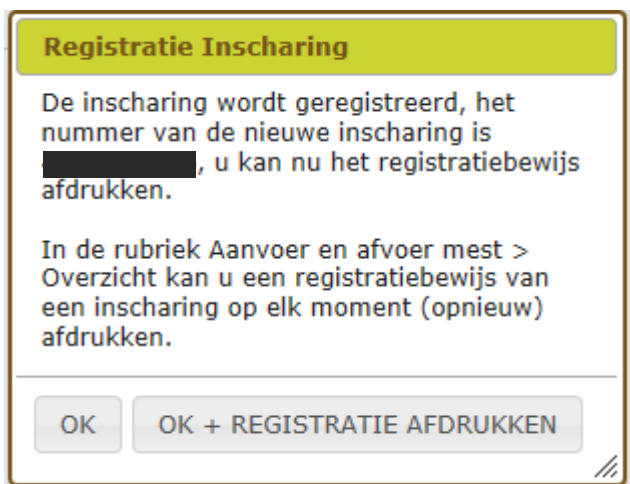 Registratie Inscharing
De inscharing wordt geregistreerd, het
nummer van de nieuwe inscharing is
, u kan nu het registratiebewijs
afdrukken.
In de rubriek Aanvoer en afvoer mest >
Overzicht kan u een registratiebewijs van
een inscharing op elk moment (opnieuw)
afdrukken.
OK
OK + REGISTRATIE AFDRUKKEN